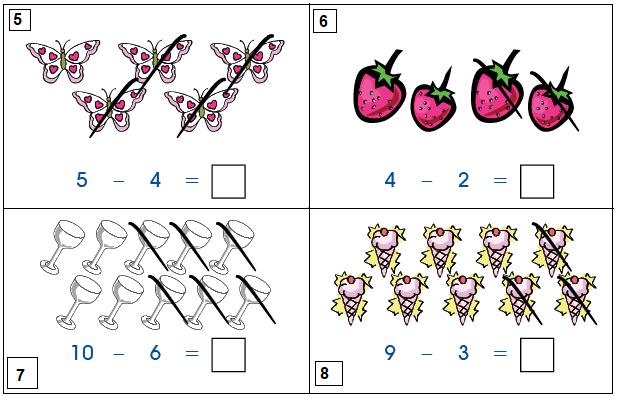 5
5 – 4 =
6
4 – 2 =
7
10 – 6 =
8
9 – 3 =